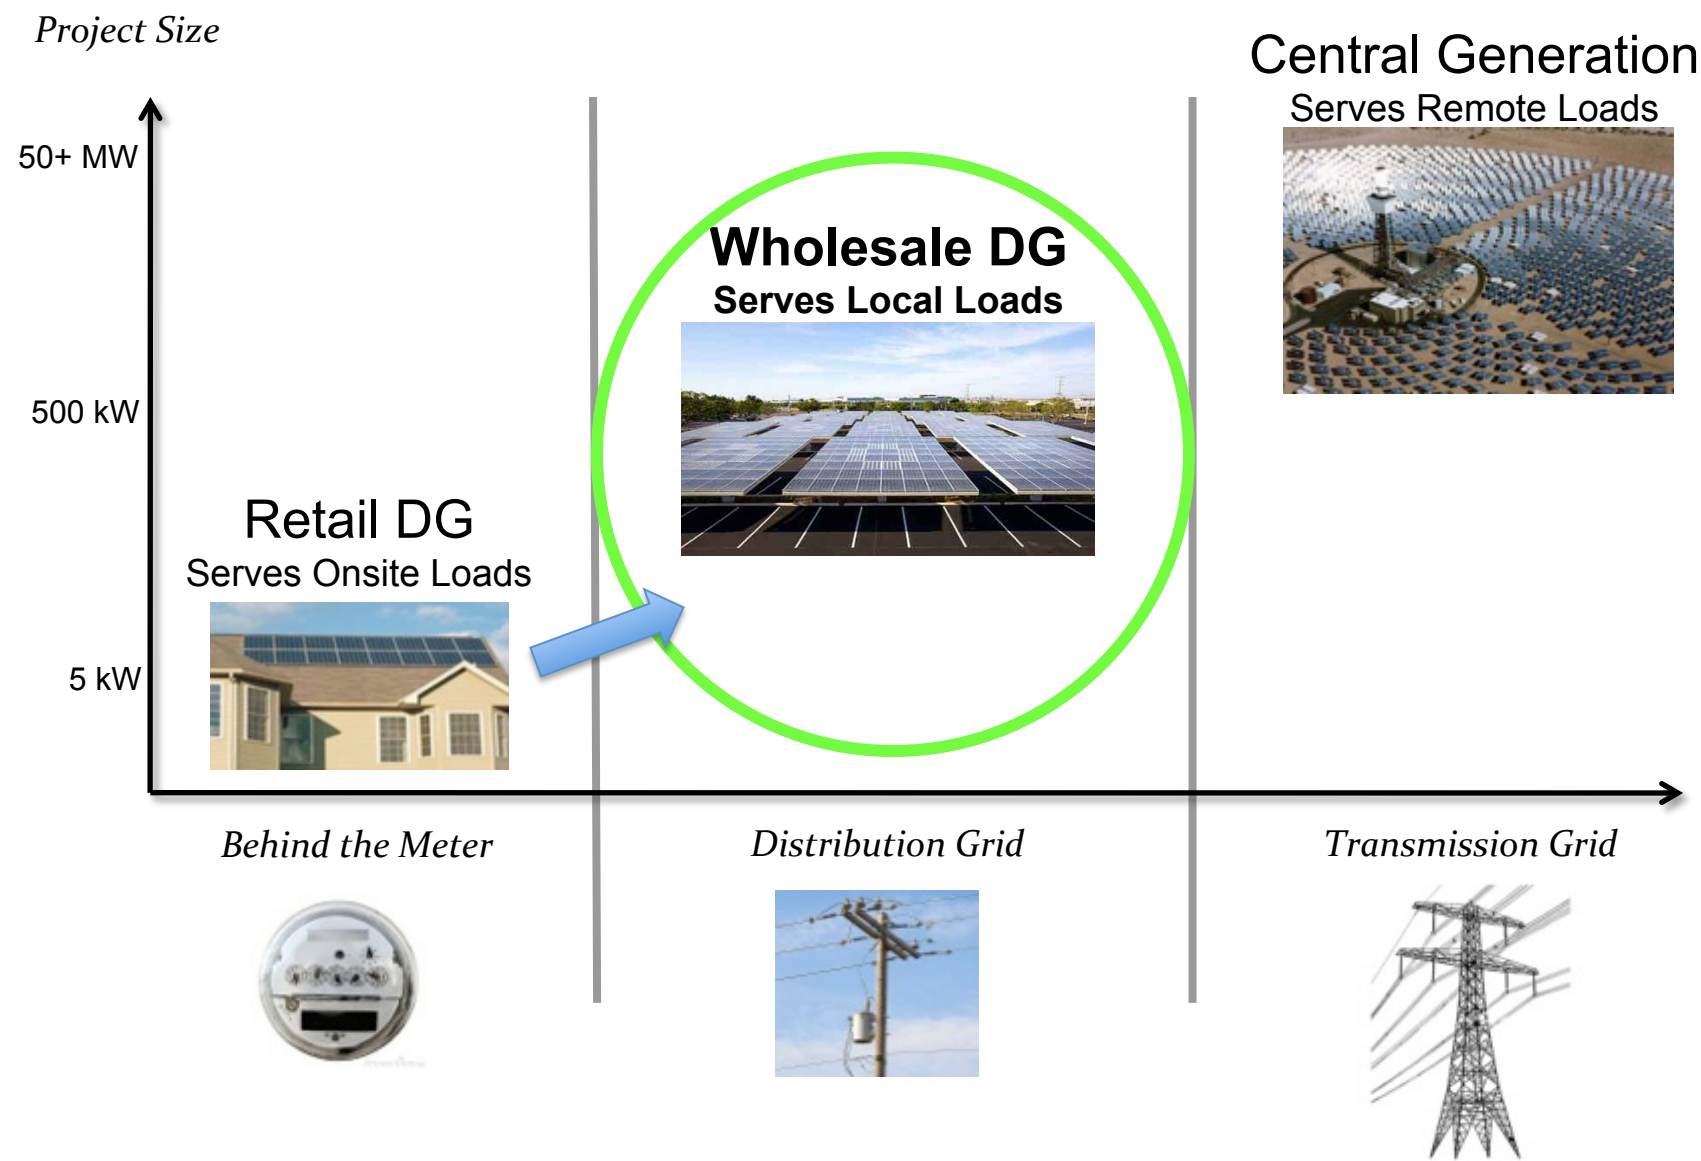 Project Size
Central Generation
Serves Remote Loads
50+ MW
Wholesale DG
Serves Local Loads
500 kW
Retail DG
Serves Onsite Loads
5 kW
Behind the Meter
Distribution Grid
Transmission Grid